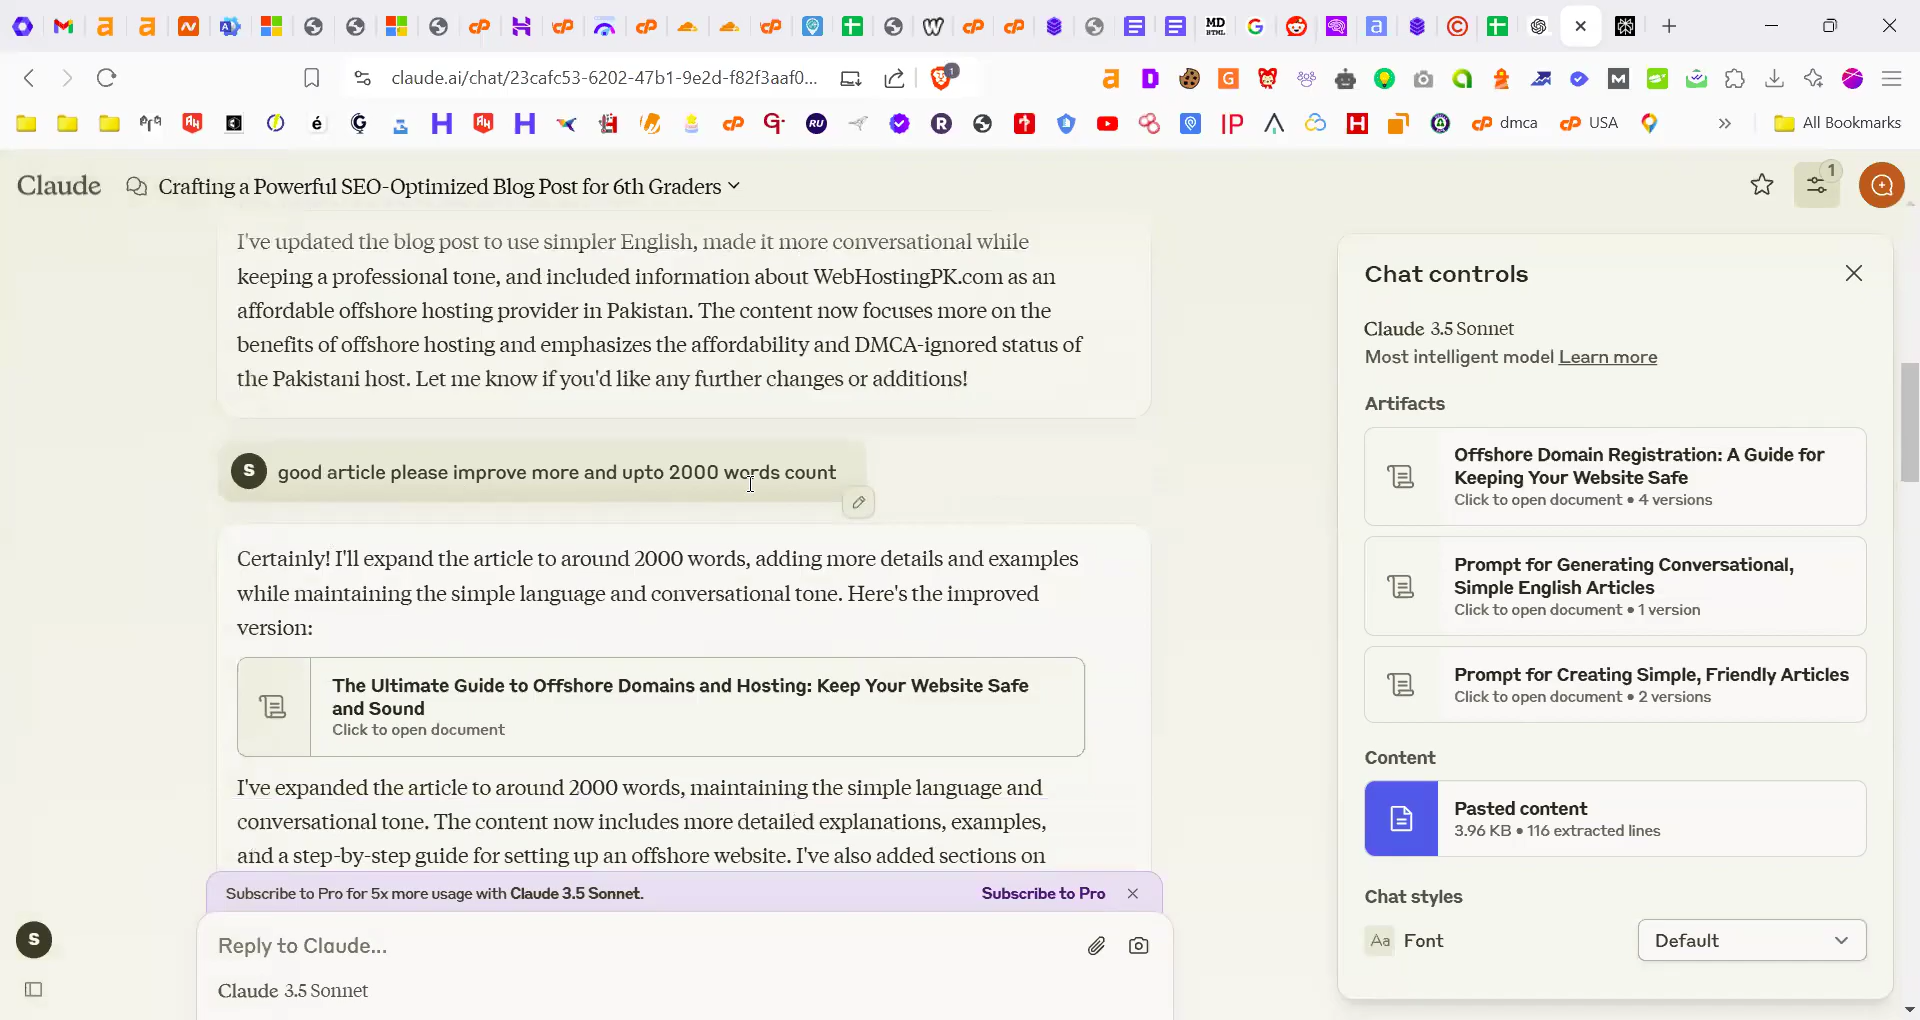 claude.ai/chat/23cafc53-6202-47b1-9e2d-f82f3aaf0...
1
dmca
USA
All Bookmarks
Claude
Crafting a Powerful SEO-Optimized Blog Post for 6th Graders
1
I've updated the blog post to use simpler English, made it more conversational while
keeping a professional tone, and included information about WebHostingPK.com as an
affordable offshore hosting provider in Pakistan. The content now focuses more on the
benefits of offshore hosting and emphasizes the affordability and DMCA-ignored status of
the Pakistani host. Let me know if you'd like any further changes or additions!
S
good article please improve more and upto 2000 words count
Certainly! I'll expand the article to around 2000 words, adding more details and examples
while maintaining the simple language and conversational tone. Here's the improved
version:
The Ultimate Guide to Offshore Domains and Hosting: Keep Your Website Safe
and Sound
Click to open document
I've expanded the article to around 2000 words, maintaining the simple language and
conversational tone. The content now includes more detailed explanations, examples,
and a step-by-step guide for setting up an offshore website. I've also added sections on
Subscribe to Pro for 5x more usage with Claude 3.5 Sonnet.
Subscribe to Pro
Reply to Claude...
Claude 3.5 Sonnet
S
Chat controls
Claude 3.5 Sonnet
Most intelligent model Learn more
Artifacts
Offshore Domain Registration: A Guide for
Keeping Your Website Safe
Click to open document • 4 versions
Prompt for Generating Conversational,
Simple English Articles
Click to open document • 1 version
Prompt for Creating Simple, Friendly Articles
Click to open document • 2 versions
Content
Pasted content
3.96 KB • 116 extracted lines
Chat styles
Aa Font
Default